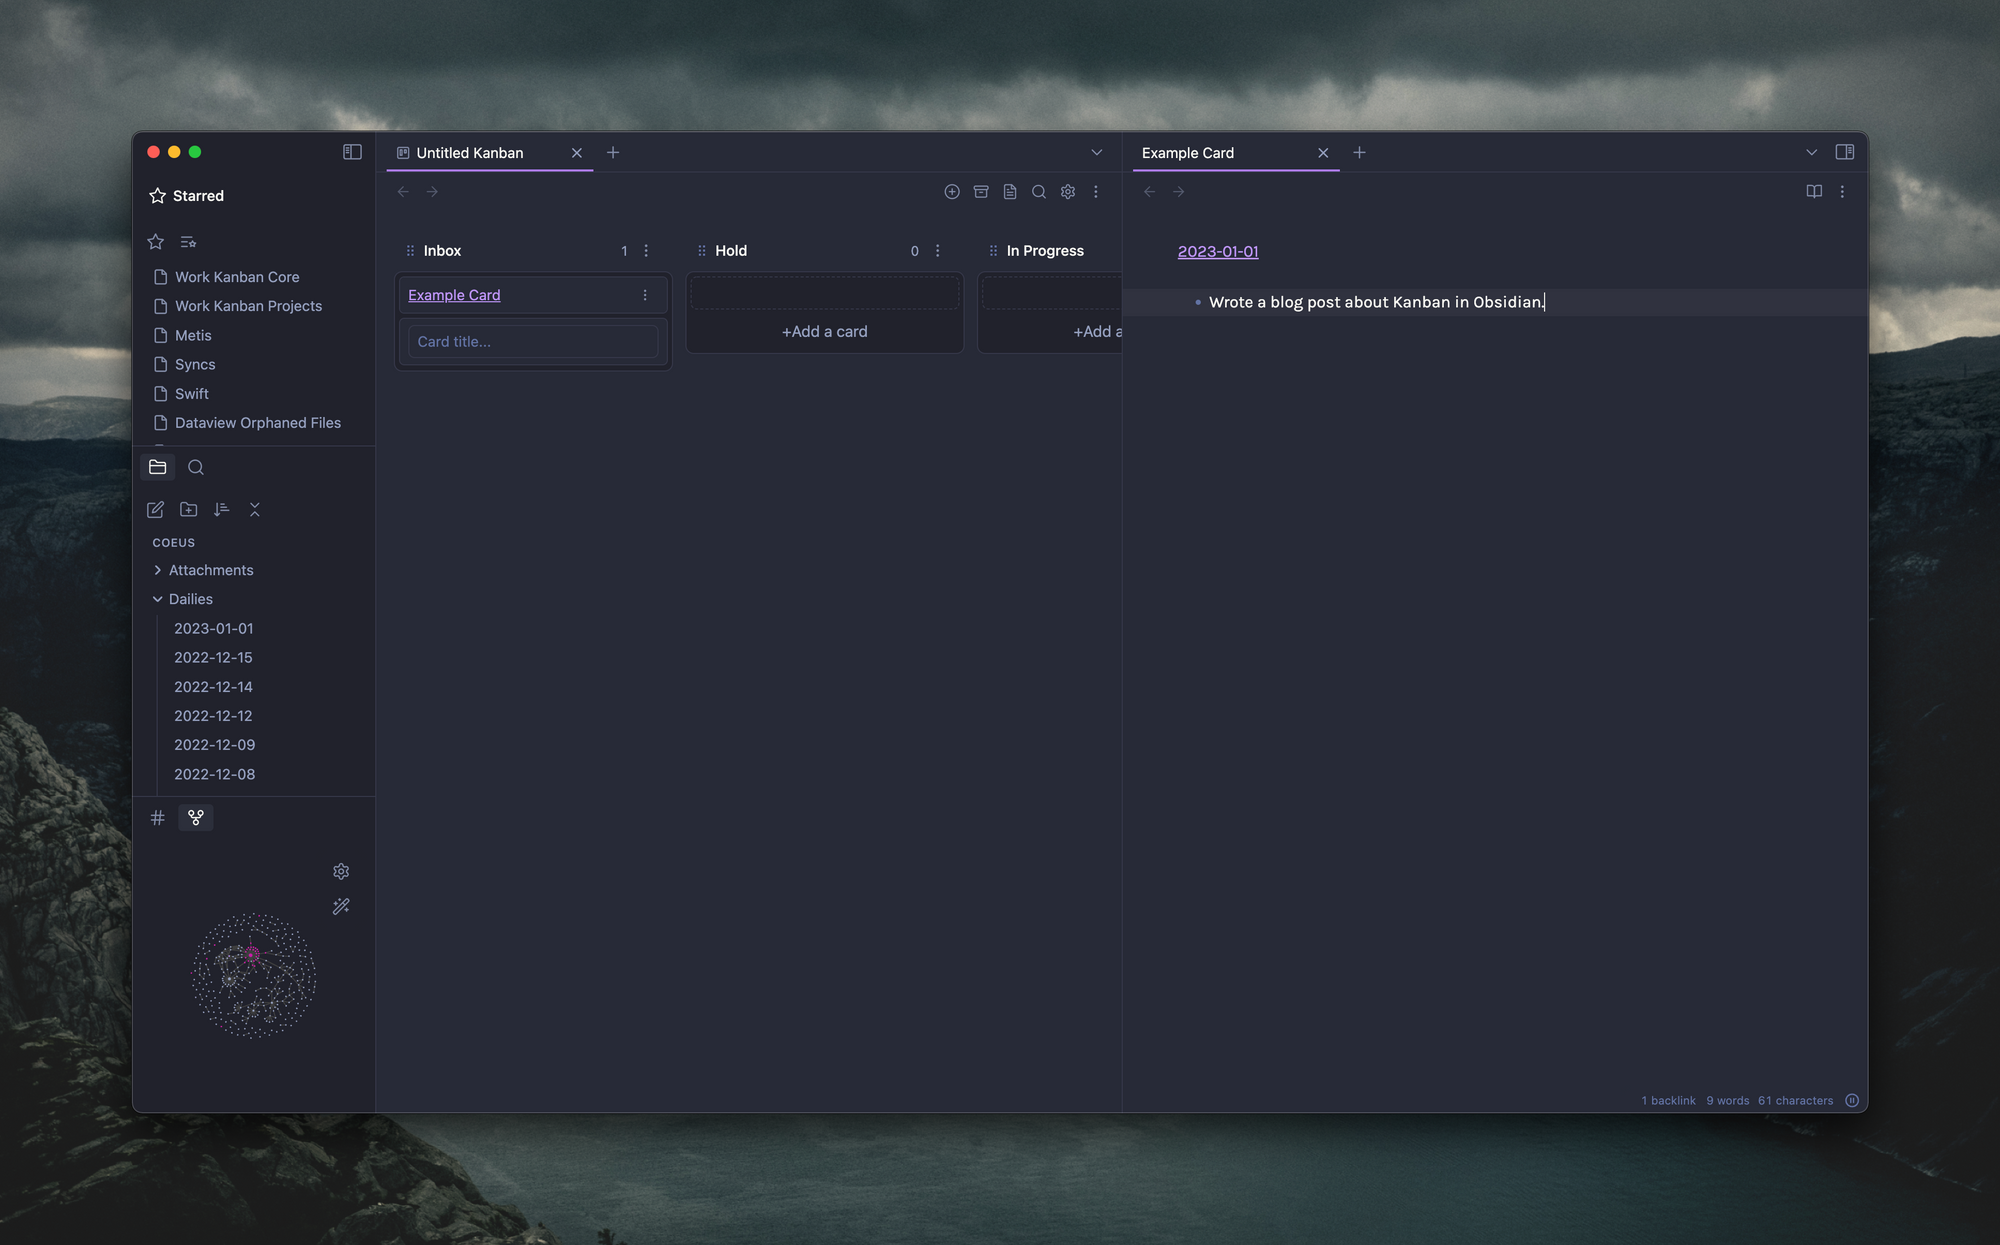 Starred
Work Kanban Core
Work Kanban Projects
Metis
Syncs
Swift
Dataview Orphaned Files
COEUS
Attachments
Dailies
2023-01-01
2022-12-15
2022-12-14
2022-12-12
2022-12-09
2022-12-08
Untitled Kanban
Inbox 1
Example Card
Card title...
Hold 0
+Add a card
In Progress
+Add a
Example Card
2023-01-01
• Wrote a blog post about Kanban in Obsidian.
1 backlink 9 words 61 characters